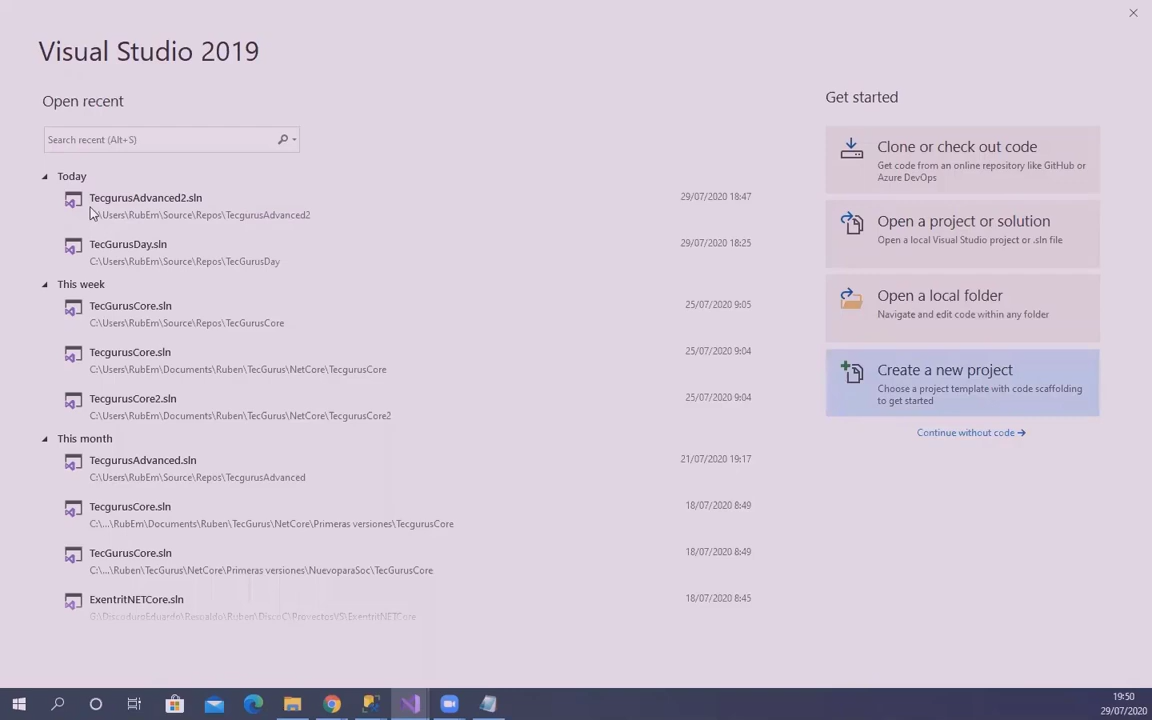 Visual Studio 2019
Open recent
Search recent (Alt+S)
Today
TecgurusAdvanced2.sln
29/07/2020 18:47
:\Users\RubEm\Source\Repos\TecgurusAdvanced2
TecGurusDay.sln
29/07/2020 18:25
C:\Users\RubEm\Source\Repos\TecGurusDay
This week
TecGurusCore.sln
25/07/2020 9:05
C:\Users\RubEm\Source\Repos\TecGurusCore
TecgurusCore.sln
25/07/2020 9:04
C:\Users\RubEm\Documents\Ruben\TecGurus\NetCore\TecgurusCore
TecgurusCore2.sln
25/07/2020 9:04
C:\Users\RubEm\Documents\Ruben\TecGurus\NetCore\TecgurusCore2
This month
TecgurusAdvanced.sln
21/07/2020 19:17
C:\Users\RubEm\Source\Repos\TecgurusAdvanced
TecgurusCore.sln
18/07/2020 8:49
C:\...\RubEm\Documents\Ruben\TecGurus\NetCore\Primeras versiones\TecgurusCore
TecGurusCore.sln
18/07/2020 8:49
C:\...\Ruben\TecGurus\NetCore\Primeras versiones\NuevoparaSoc\TecGurusCore
ExentritNETCore.sln
18/07/2020 8:45
G:\DiscoduroEduardo\Respaldo\Ruben\DiscoC\ProyectosVS\ExentritNETCore
Get started
Clone or check out code
Get code from an online repository like GitHub or
Azure DevOps
Open a project or solution
Open a local Visual Studio project or .sln file
Open a local folder
Navigate and edit code within any folder
Create a new project
Choose a project template with code scaffolding
to get started
Continue without code →
19:50
29/07/2020